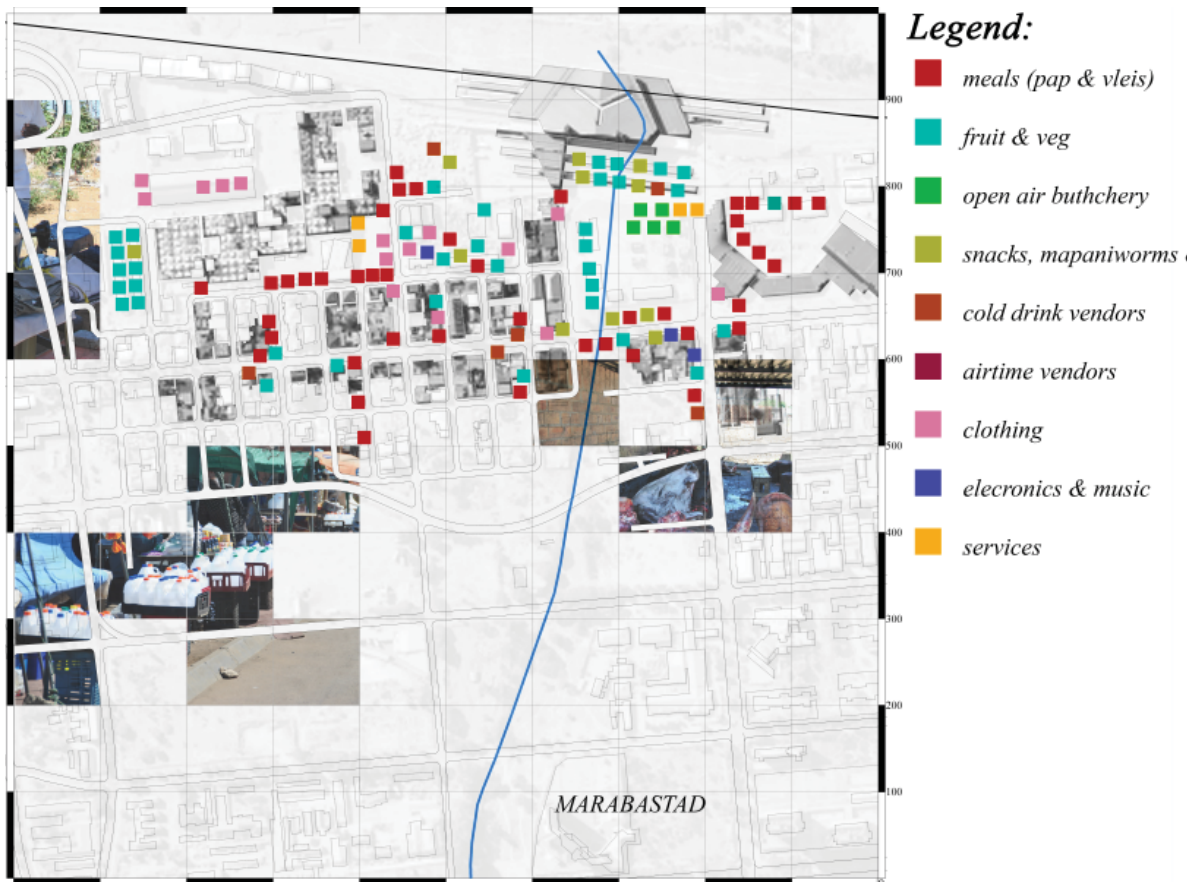 Legend:
meals (pap & vleis)
fruit & veg
open air buthchery
snacks, mapaniworms
cold drink vendors
airtime vendors
clothing
elecronics & music
services
900
800
700
600
500
400
300
200
100
MARABASTAD